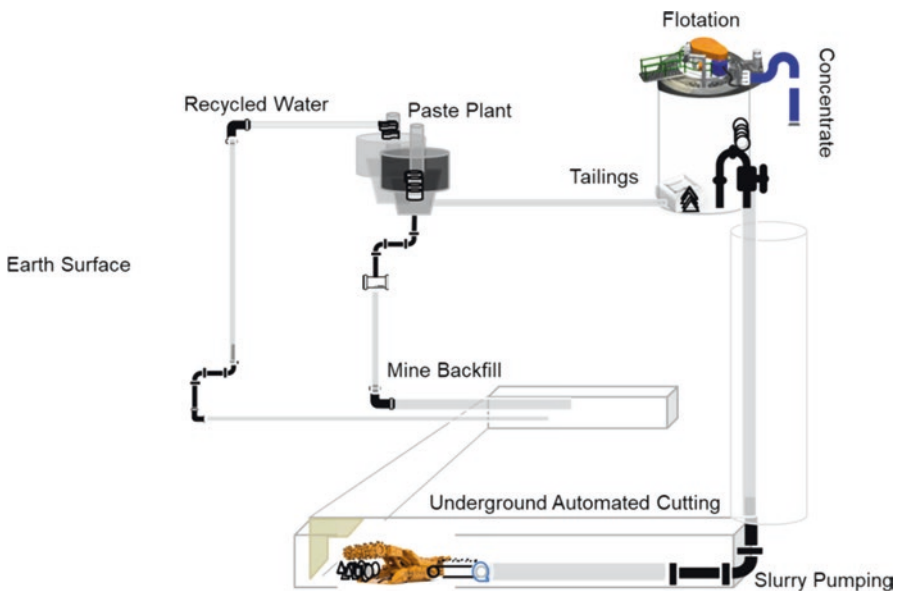 Flotation
Concentrate
Recycled Water
Paste Plant
Tailings
Earth Surface
Mine Backfill
Underground Automated Cutting
Slurry Pumping